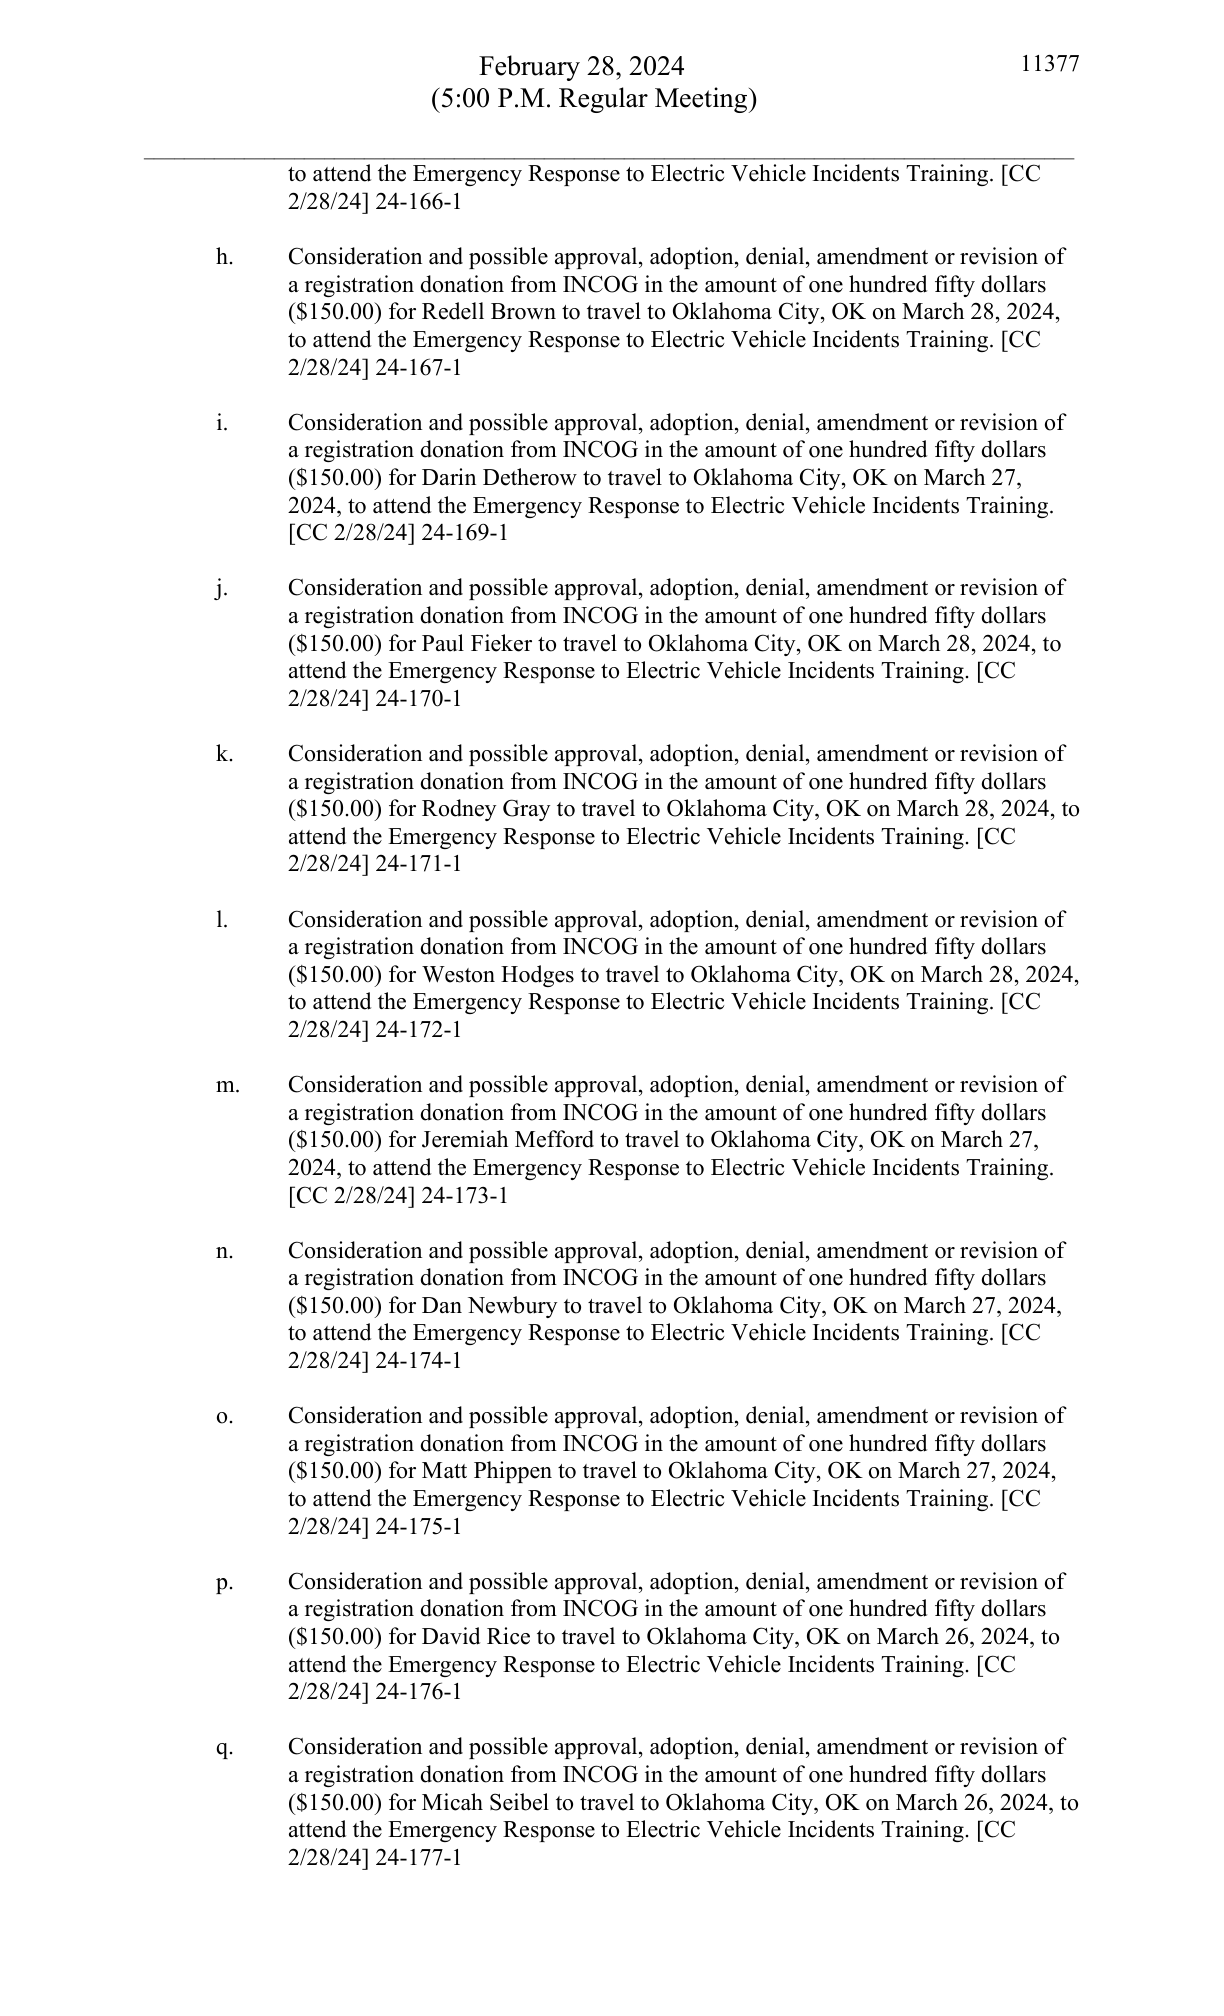 February 28, 2024
11377
(5:00 P.M. Regular Meeting)
to attend the Emergency Response to Electric Vehicle Incidents Training. [CC
2/28/24] 24-166-1
h. Consideration and possible approval, adoption, denial, amendment or revision of
a registration donation from INCOG in the amount of one hundred fifty dollars
($150.00) for Redell Brown to travel to Oklahoma City, OK on March 28, 2024,
to attend the Emergency Response to Electric Vehicle Incidents Training. [CC
2/28/24] 24-167-1
i. Consideration and possible approval, adoption, denial, amendment or revision of
a registration donation from INCOG in the amount of one hundred fifty dollars
($150.00) for Darin Detherow to travel to Oklahoma City, OK on March 27,
2024, to attend the Emergency Response to Electric Vehicle Incidents Training.
[CC 2/28/24] 24-169-1
j. Consideration and possible approval, adoption, denial, amendment or revision of
a registration donation from INCOG in the amount of one hundred fifty dollars
($150.00) for Paul Fieker to travel to Oklahoma City, OK on March 28, 2024, to
attend the Emergency Response to Electric Vehicle Incidents Training. [CC
2/28/24] 24-170-1
k. Consideration and possible approval, adoption, denial, amendment or revision of
a registration donation from INCOG in the amount of one hundred fifty dollars
($150.00) for Rodney Gray to travel to Oklahoma City, OK on March 28, 2024, to
attend the Emergency Response to Electric Vehicle Incidents Training. [CC
2/28/24] 24-171-1
l. Consideration and possible approval, adoption, denial, amendment or revision of
a registration donation from INCOG in the amount of one hundred fifty dollars
($150.00) for Weston Hodges to travel to Oklahoma City, OK on March 28, 2024,
to attend the Emergency Response to Electric Vehicle Incidents Training. [CC
2/28/24] 24-172-1
m. Consideration and possible approval, adoption, denial, amendment or revision of
a registration donation from INCOG in the amount of one hundred fifty dollars
($150.00) for Jeremiah Mefford to travel to Oklahoma City, OK on March 27,
2024, to attend the Emergency Response to Electric Vehicle Incidents Training.
[CC 2/28/24] 24-173-1
n. Consideration and possible approval, adoption, denial, amendment or revision of
a registration donation from INCOG in the amount of one hundred fifty dollars
($150.00) for Dan Newbury to travel to Oklahoma City, OK on March 27, 2024,
to attend the Emergency Response to Electric Vehicle Incidents Training. [CC
2/28/24] 24-174-1
o. Consideration and possible approval, adoption, denial, amendment or revision of
a registration donation from INCOG in the amount of one hundred fifty dollars
($150.00) for Matt Phippen to travel to Oklahoma City, OK on March 27, 2024,
to attend the Emergency Response to Electric Vehicle Incidents Training. [CC
2/28/24] 24-175-1
p. Consideration and possible approval, adoption, denial, amendment or revision of
a registration donation from INCOG in the amount of one hundred fifty dollars
($150.00) for David Rice to travel to Oklahoma City, OK on March 26, 2024, to
attend the Emergency Response to Electric Vehicle Incidents Training. [CC
2/28/24] 24-176-1
q. Consideration and possible approval, adoption, denial, amendment or revision of
a registration donation from INCOG in the amount of one hundred fifty dollars
($150.00) for Micah Seibel to travel to Oklahoma City, OK on March 26, 2024, to
attend the Emergency Response to Electric Vehicle Incidents Training. [CC
2/28/24] 24-177-1